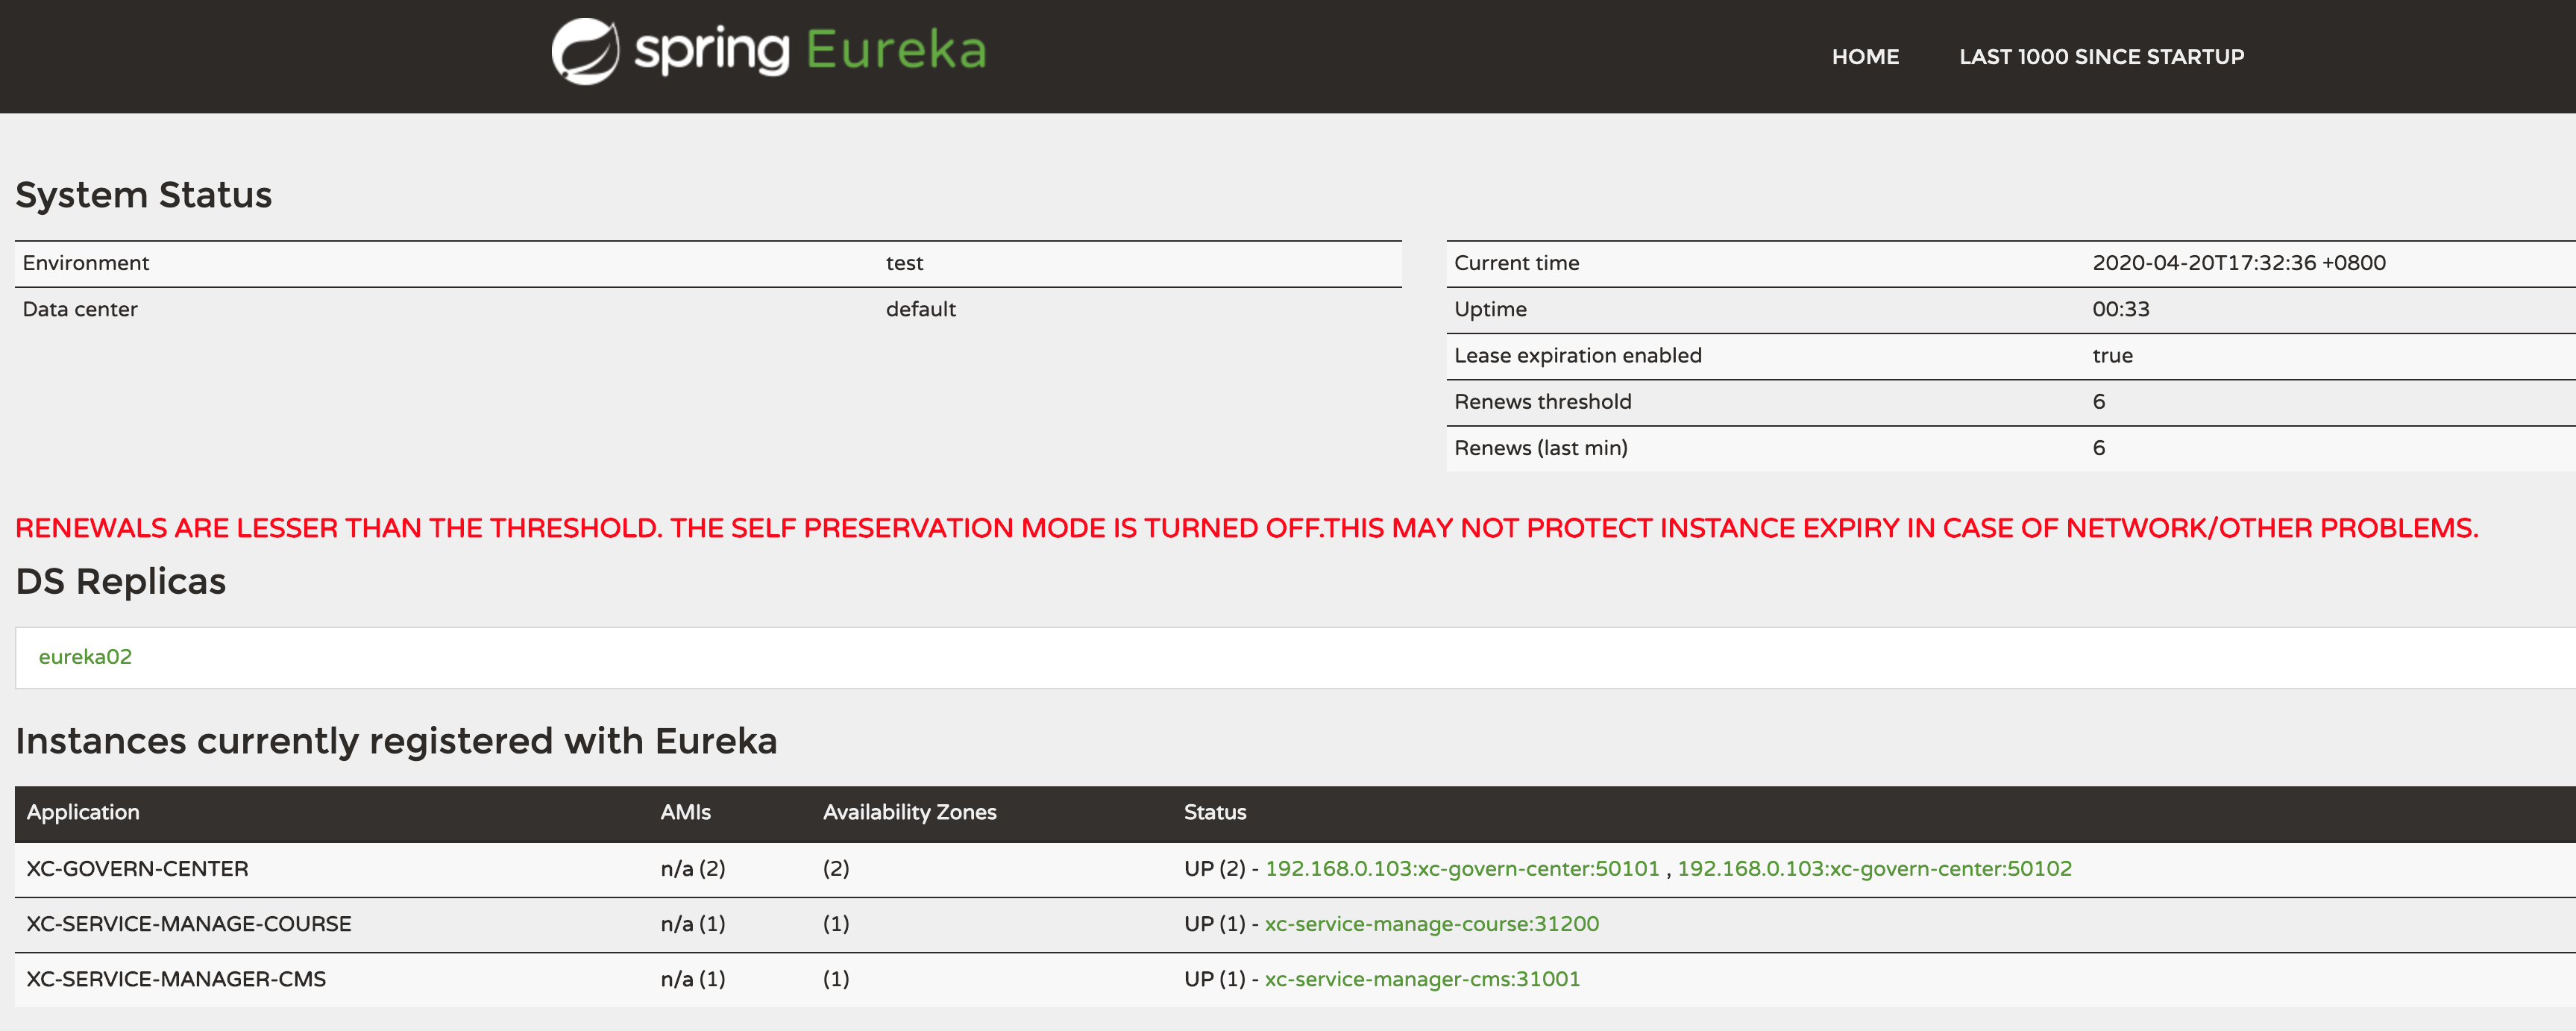 spring Eureka
HOME LAST 1000 SINCE STARTUP
System Status
Environment test
Data center default
Current time 2020-04-20T17:32:36 +0800
Uptime 00:33
Lease expiration enabled true
Renews threshold 6
Renews (last min) 6
RENEWALS ARE LESSER THAN THE THRESHOLD. THE SELF PRESERVATION MODE IS TURNED OFF.THIS MAY NOT PROTECT INSTANCE EXPIRY IN CASE OF NETWORK/OTHER PROBLEMS.
DS Replicas
eureka02
Instances currently registered with Eureka
Application AMIs Availability Zones Status
XC-GOVERN-CENTER n/a (2) (2) UP (2) - 192.168.0.103:xc-govern-center:50101 , 192.168.0.103:xc-govern-center:50102
XC-SERVICE-MANAGE-COURSE n/a (1) (1) UP (1) - xc-service-manage-course:31200
XC-SERVICE-MANAGER-CMS n/a (1) (1) UP (1) - xc-service-manager-cms:31001